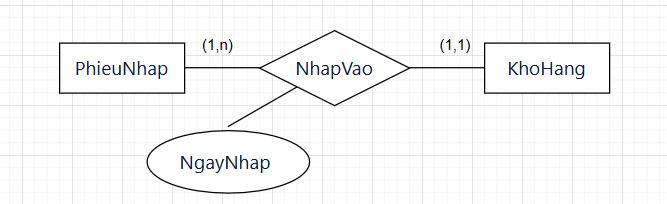 (1,n)
(1,1)
PhieuNhap
NhapVao
KhoHang
NgayNhap